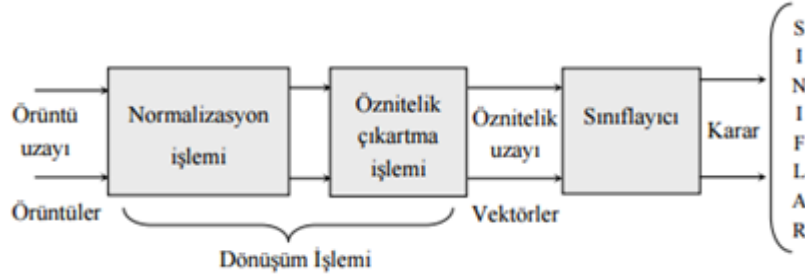 Örüntü
uzayı
Örüntüler
Normalizasyon
işlemi
Öznitelik
çıkartma
işlemi
Dönüşüm İşlemi
Öznitelik
uzayı
Vektörler
Sınıflayıcı
Karar
S
I
N
I
F
L
A
R